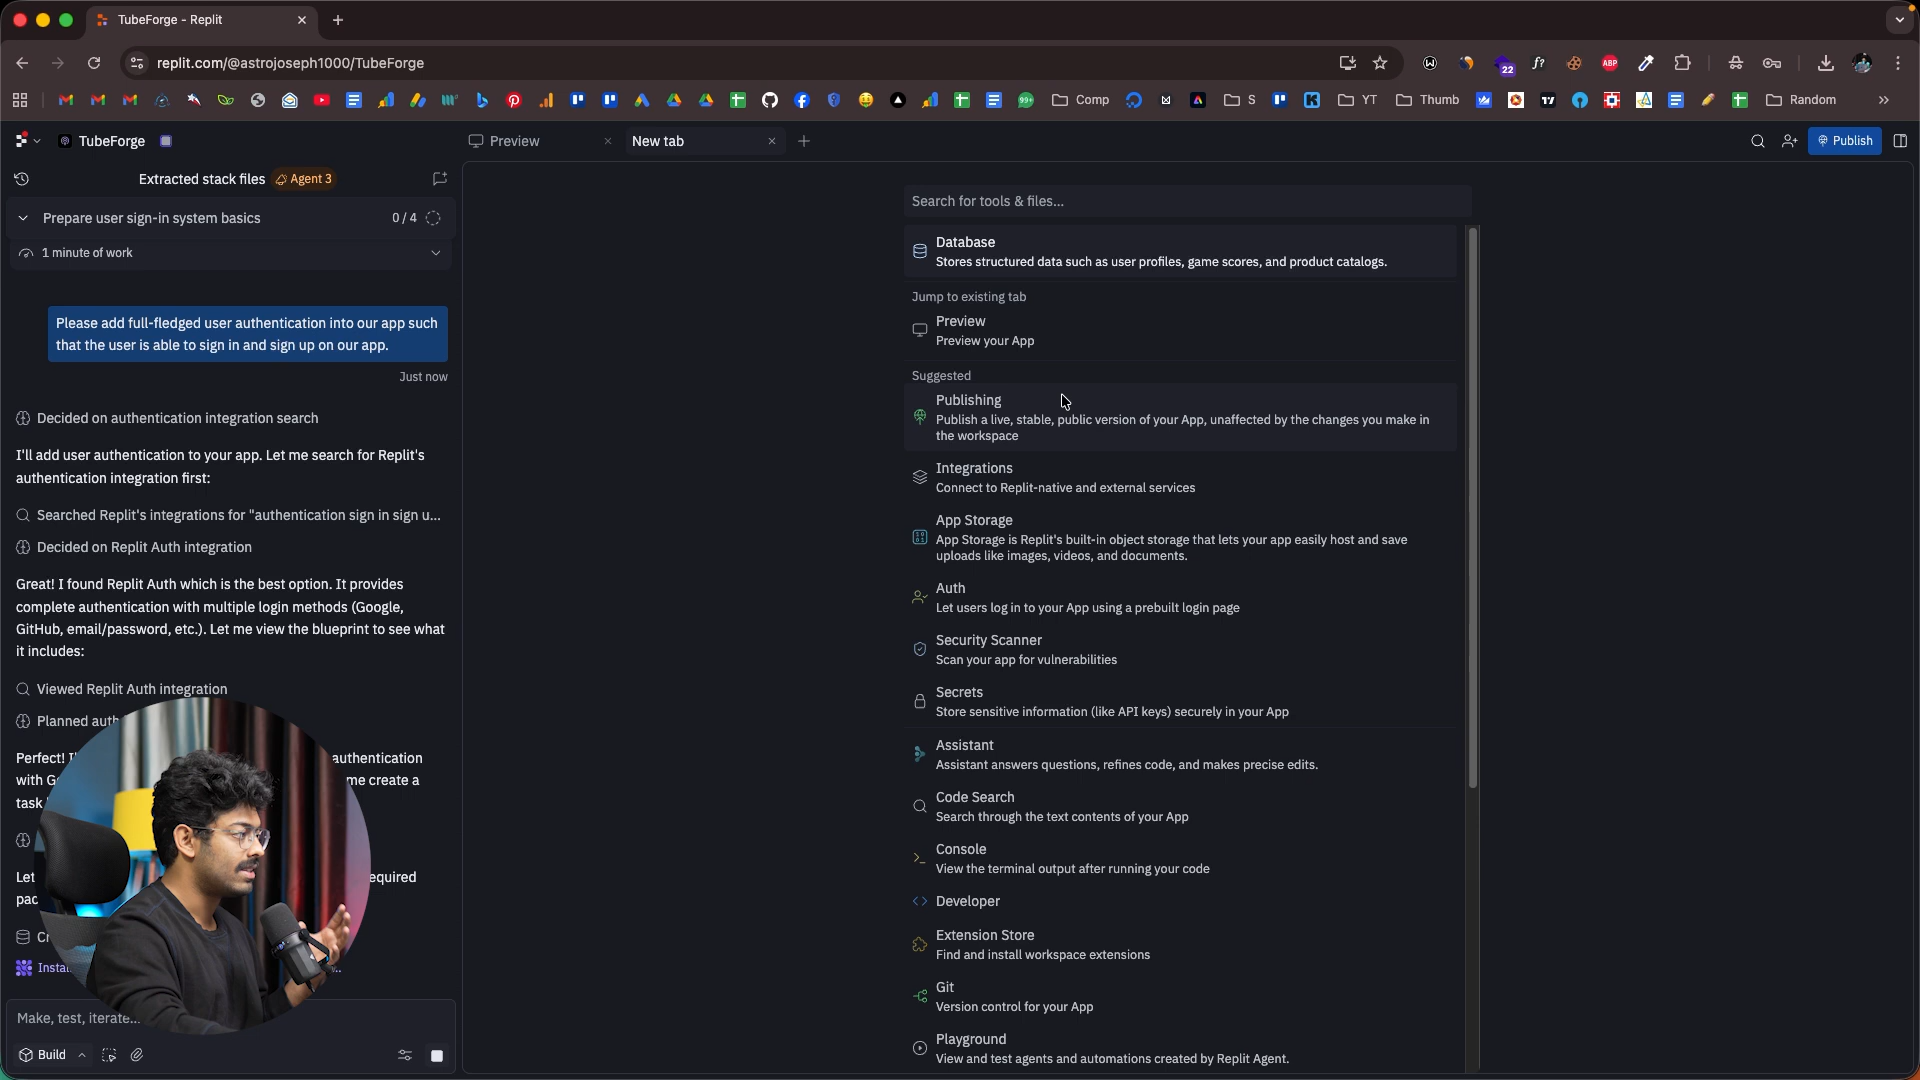 TubeForge - Replit
replit.com/@astrojoseph1000/TubeForge
22
f?
ABP
99+
Comp
S
YT
Thumb
Random
TubeForge
Preview
New tab
Publish
Extracted stack files
Agent 3
Prepare user sign-in system basics
0 / 4
1 minute of work
Please add full-fledged user authentication into our app such
that the user is able to sign in and sign up on our app.
Just now
Decided on authentication integration search
I'll add user authentication to your app. Let me search for Replit's
authentication integration first:
Searched Replit's integrations for "authentication sign in sign u...
Decided on Replit Auth integration
Great! I found Replit Auth which is the best option. It provides
complete authentication with multiple login methods (Google,
GitHub, email/password, etc.). Let me view the blueprint to see what
it includes:
Viewed Replit Auth integration
Planned
Perfect! authentication
with me create a
task
Let equired
Make, test, iterate...
Build
Search for tools & files...
Database
Stores structured data such as user profiles, game scores, and product catalogs.
Jump to existing tab
Preview
Preview your App
Suggested
Publishing
Publish a live, stable, public version of your App, unaffected by the changes you make in
the workspace
Integrations
Connect to Replit-native and external services
App Storage
App Storage is Replit's built-in object storage that lets your app easily host and save
uploads like images, videos, and documents.
Auth
Let users log in to your App using a prebuilt login page
Security Scanner
Scan your app for vulnerabilities
Secrets
Store sensitive information (like API keys) securely in your App
Assistant
Assistant answers questions, refines code, and makes precise edits.
Code Search
Search through the text contents of your App
Console
View the terminal output after running your code
Developer
Extension Store
Find and install workspace extensions
Git
Version control for your App
Playground
View and test agents and automations created by Replit Agent.